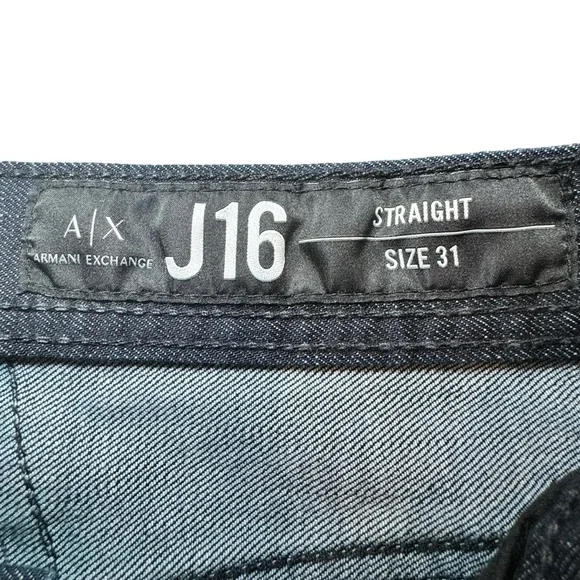 A|X
ARMANI EXCHANGE
J16
STRAIGHT
SIZE 31